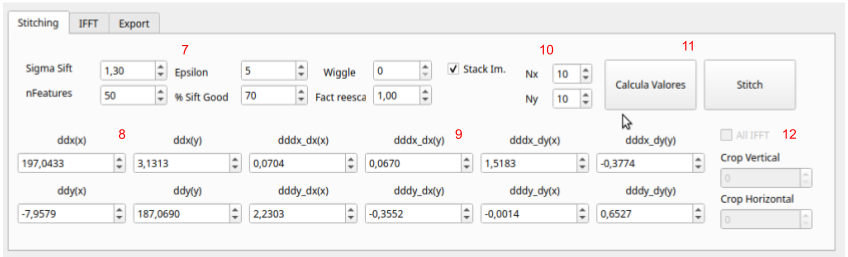 Stitching IFFT Export
7 10 11
Sigma Sift 1,30 Epsilon 5 Wiggle 0 Stack Im. Nx 10 Calcula Valores Stitch
nFeatures 50 % Sift Good 70 Fact reesca 1,00 Ny 10
8 9 All IFFT 12
ddx(x) ddx(y) dddx_dx(x) dddx_dx(y) dddx_dy(x) dddx_dy(y)
197,0433 3,1313 0,0704 0,0670 1,5183 -0,3774
Crop Vertical
0
ddy(x) ddy(y) dddy_dx(x) dddy_dx(y) dddy_dy(x) dddy_dy(y)
Crop Horizontal
-7,9579 187,0690 2,2303 -0,3552 -0,0014 0,6527
0